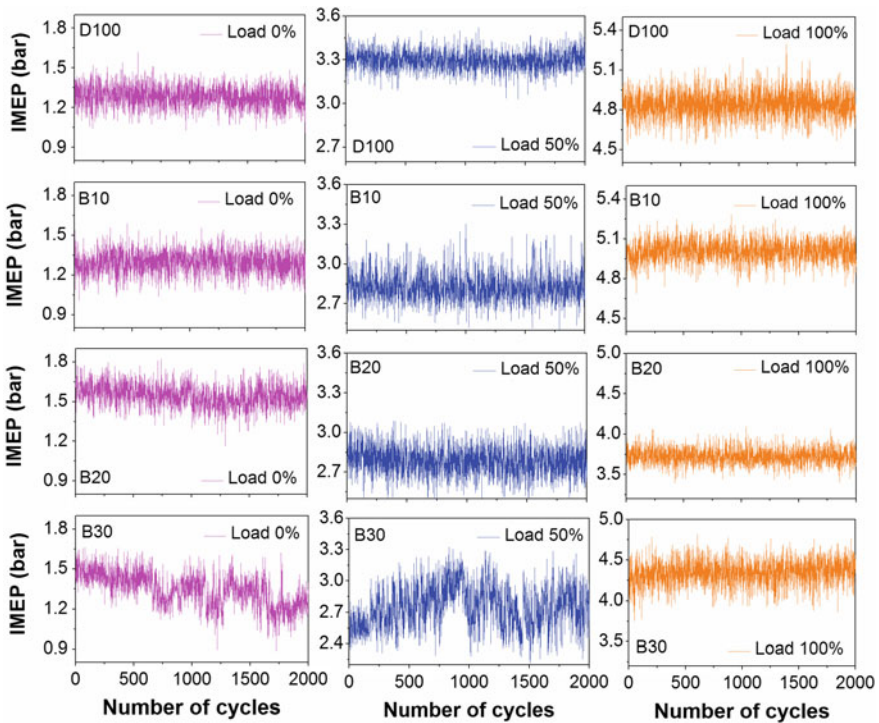 IMEP (bar)
1.8
1.5
1.2
0.9
D100
Load 0%
3.6
3.3
3.0
2.7
D100
Load 50%
5.4
5.1
4.8
4.5
D100
Load 100%
IMEP (bar)
1.8
1.5
1.2
0.9
B10
Load 0%
3.6
3.3
3.0
2.7
B10
Load 50%
5.4
5.1
4.8
4.5
B10
Load 100%
IMEP (bar)
1.8
1.5
1.2
0.9
B20
Load 0%
3.6
3.3
3.0
2.7
B20
Load 50%
5.0
4.5
4.0
3.5
B20
Load 100%
IMEP (bar)
1.8
1.5
1.2
0.9
B30
Load 0%
3.6
3.3
3.0
2.7
2.4
B30
Load 50%
5.0
4.5
4.0
3.5
B30
Load 100%
0 500 1000 1500 2000
0 500 1000 1500 2000
0 500 1000 1500 2000
Number of cycles
Number of cycles
Number of cycles